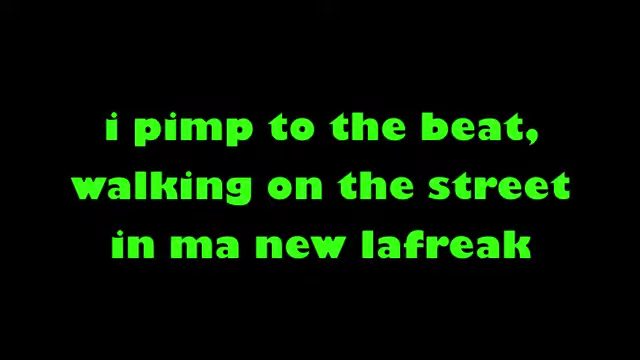 i pimp to the beat,
walking on the street
in ma new lafreak